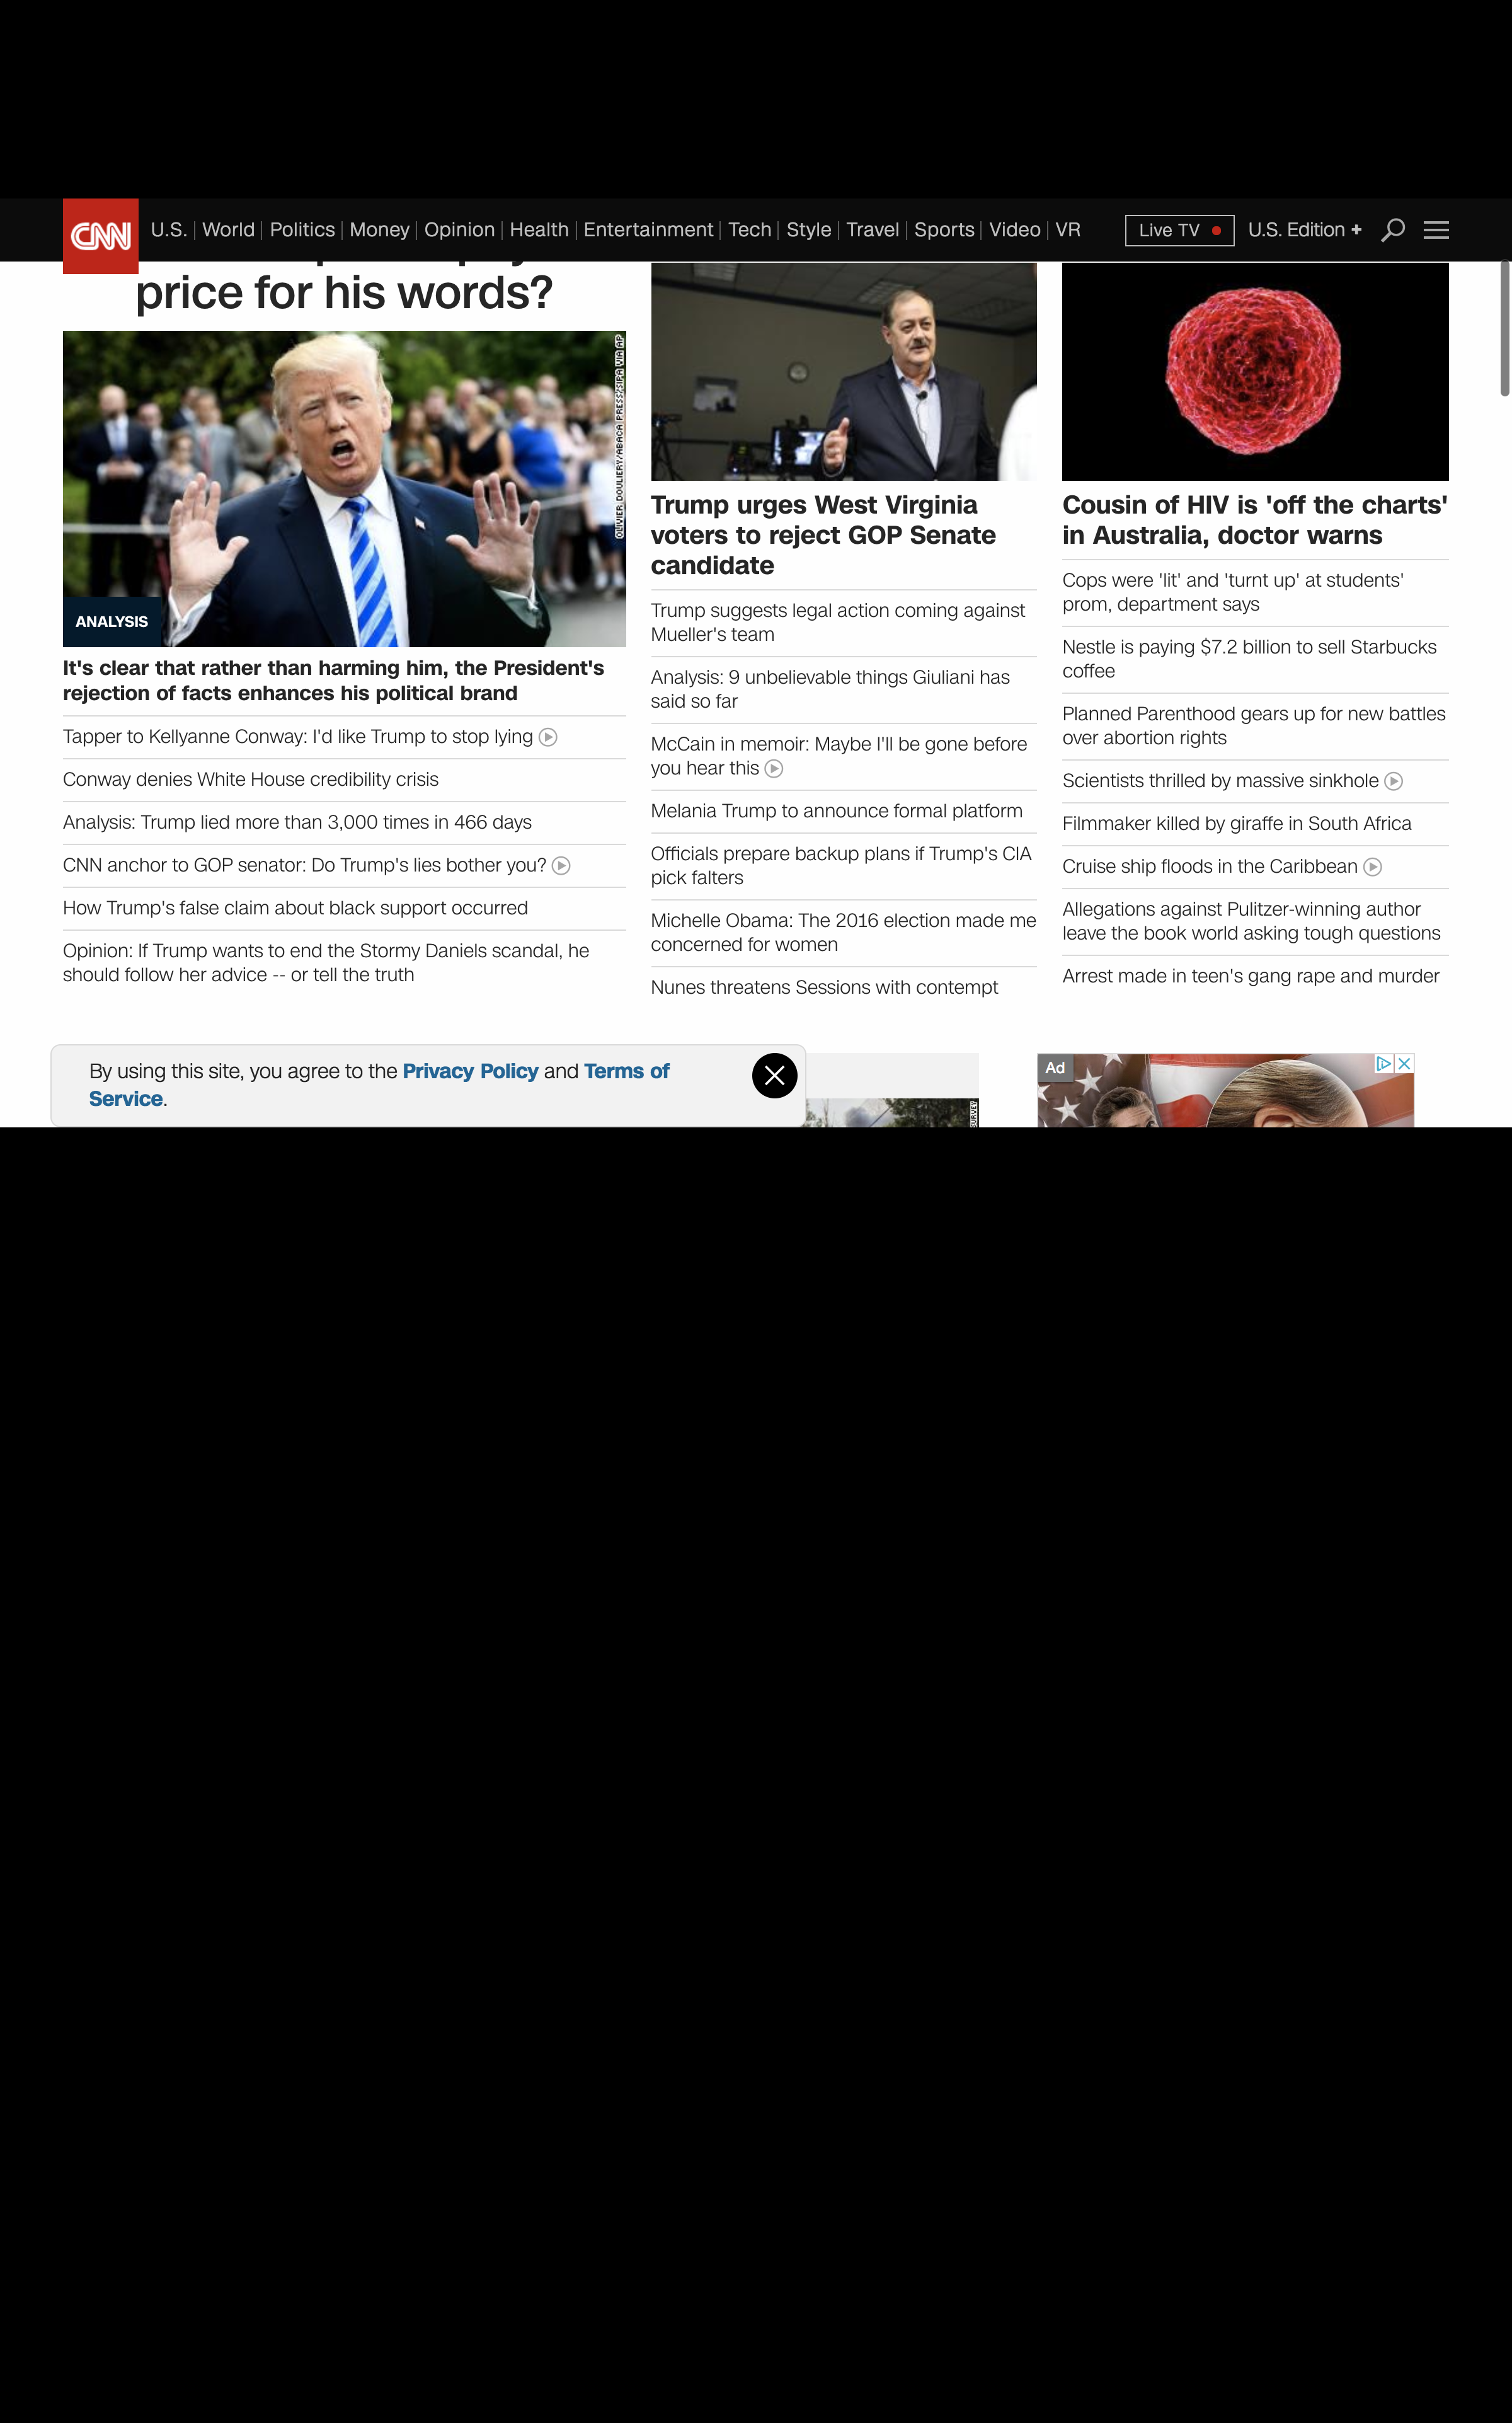 CNN
U.S.
World
Politics
Money
Opinion
Health
Entertainment
Tech
Style
Travel
Sports
Video
VR
Live TV
U.S. Edition +
price for his words?
OLIVIER DOULIERY/ABACA PRESS/SIPA VIA AP
ANALYSIS
It's clear that rather than harming him, the President's
rejection of facts enhances his political brand
Tapper to Kellyanne Conway: I'd like Trump to stop lying
Conway denies White House credibility crisis
Analysis: Trump lied more than 3,000 times in 466 days
CNN anchor to GOP senator: Do Trump's lies bother you?
How Trump's false claim about black support occurred
Opinion: If Trump wants to end the Stormy Daniels scandal, he
should follow her advice -- or tell the truth
Trump urges West Virginia
voters to reject GOP Senate
candidate
Trump suggests legal action coming against
Mueller's team
Analysis: 9 unbelievable things Giuliani has
said so far
McCain in memoir: Maybe I'll be gone before
you hear this
Melania Trump to announce formal platform
Officials prepare backup plans if Trump's CIA
pick falters
Michelle Obama: The 2016 election made me
concerned for women
Nunes threatens Sessions with contempt
Cousin of HIV is 'off the charts'
in Australia, doctor warns
Cops were 'lit' and 'turnt up' at students'
prom, department says
Nestle is paying $7.2 billion to sell Starbucks
coffee
Planned Parenthood gears up for new battles
over abortion rights
Scientists thrilled by massive sinkhole
Filmmaker killed by giraffe in South Africa
Cruise ship floods in the Caribbean
Allegations against Pulitzer-winning author
leave the book world asking tough questions
Arrest made in teen's gang rape and murder
By using this site, you agree to the Privacy Policy and Terms of
Service.
SURVEY
Ad